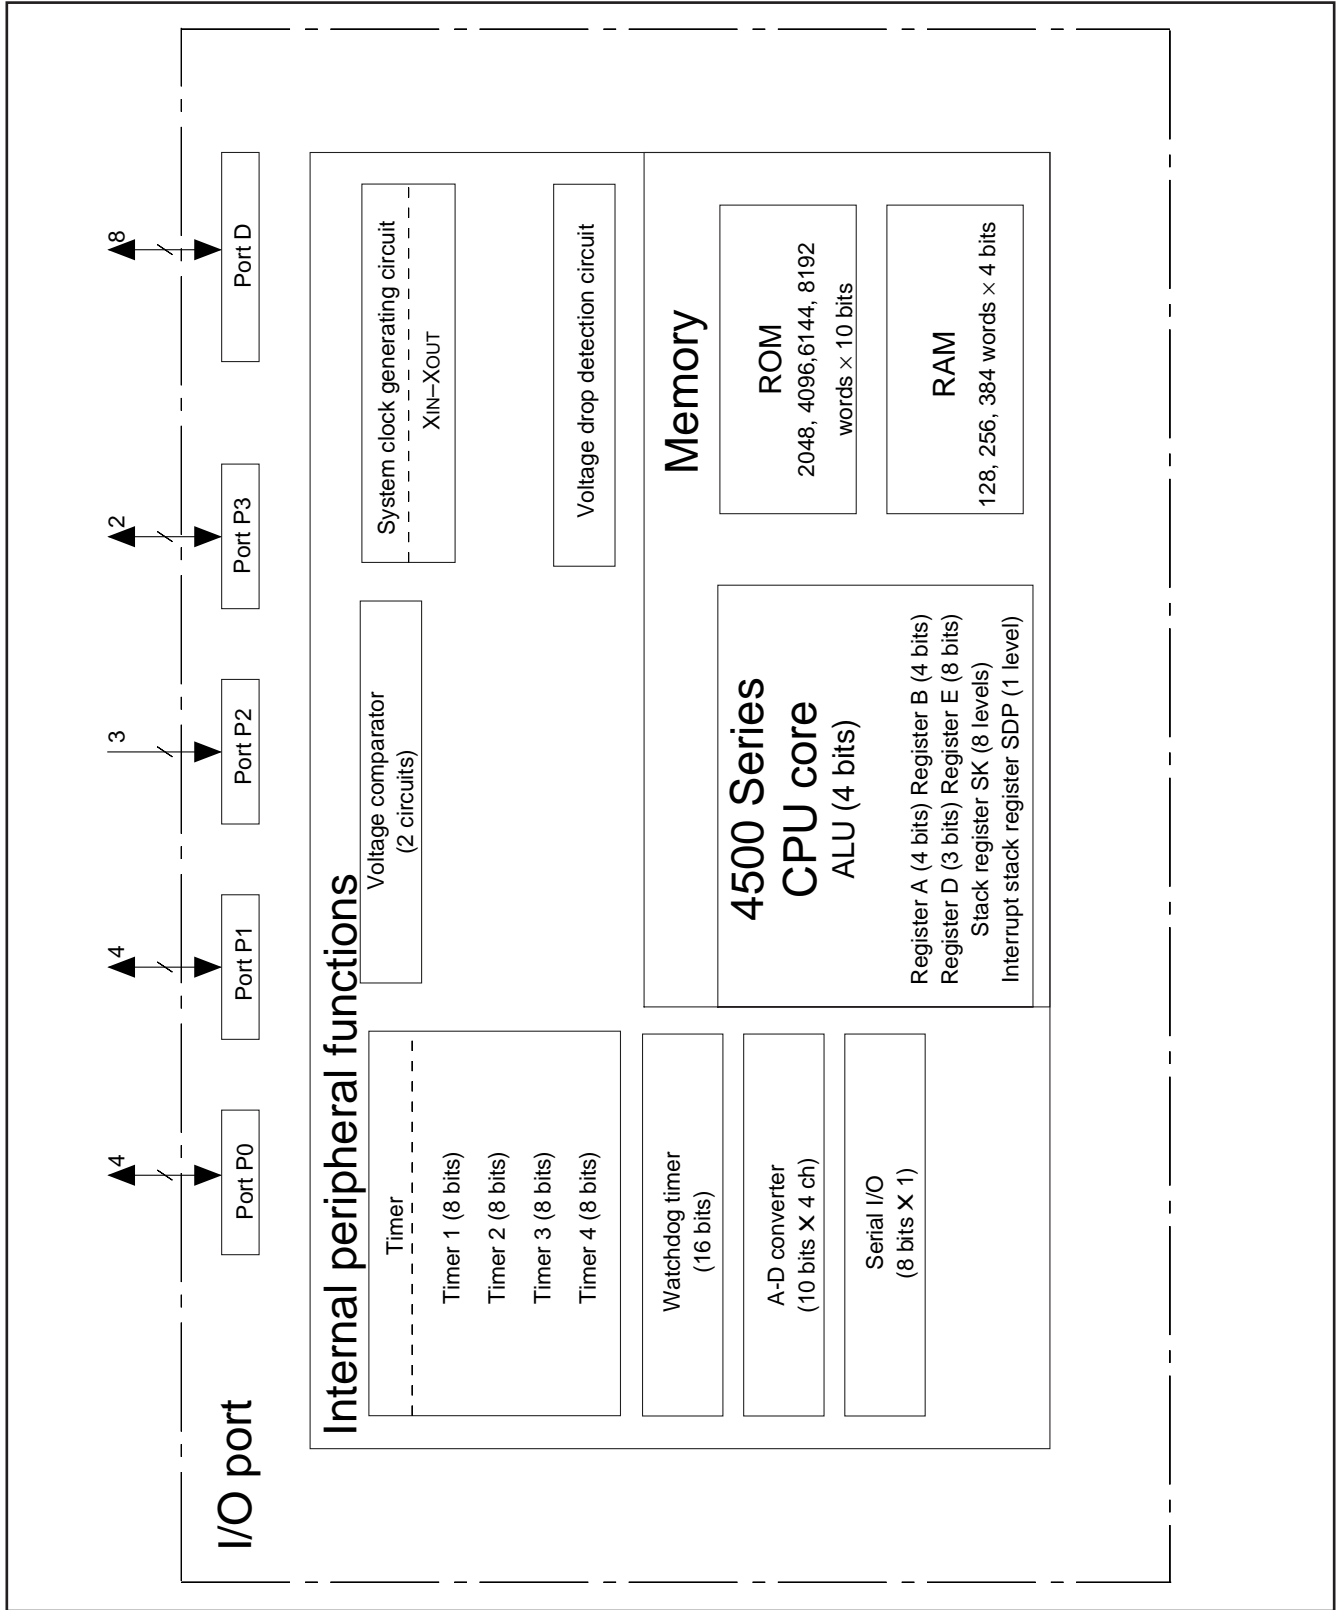 I/O port
4
Port P0
4
Port P1
3
Port P2
2
Port P3
8
Port D
Internal peripheral functions
Timer
Timer 1 (8 bits)
Timer 2 (8 bits)
Timer 3 (8 bits)
Timer 4 (8 bits)
Watchdog timer
(16 bits)
A-D converter
(10 bits ✕ 4 ch)
Serial I/O
(8 bits ✕ 1)
Voltage comparator
(2 circuits)
System clock generating circuit
XIN–XOUT
Voltage drop detection circuit
4500 Series
CPU core
ALU (4 bits)
Register A (4 bits) Register B (4 bits)
Register D (3 bits) Register E (8 bits)
Stack register SK (8 levels)
Interrupt stack register SDP (1 level)
Memory
ROM
2048, 4096,6144, 8192
words × 10 bits
RAM
128, 256, 384 words × 4 bits